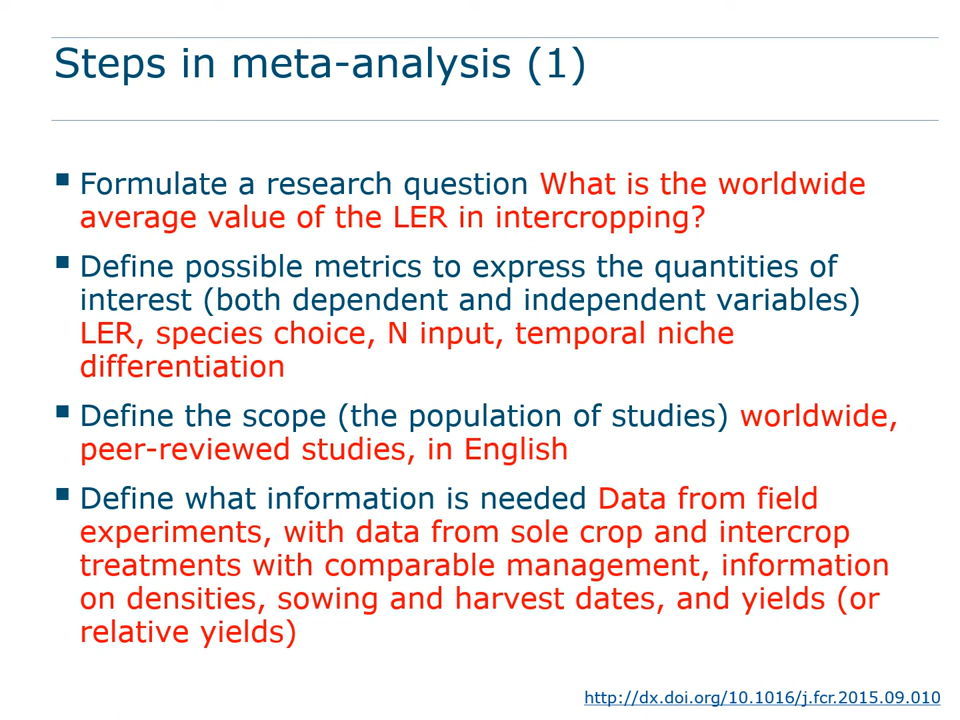 Steps in meta-analysis (1)
▪ Formulate a research question What is the worldwide
average value of the LER in intercropping?
▪ Define possible metrics to express the quantities of
interest (both dependent and independent variables)
LER, species choice, N input, temporal niche
differentiation
▪ Define the scope (the population of studies) worldwide,
peer-reviewed studies, in English
▪ Define what information is needed Data from field
experiments, with data from sole crop and intercrop
treatments with comparable management, information
on densities, sowing and harvest dates, and yields (or
relative yields)
http://dx.doi.org/10.1016/j.fcr.2015.09.010